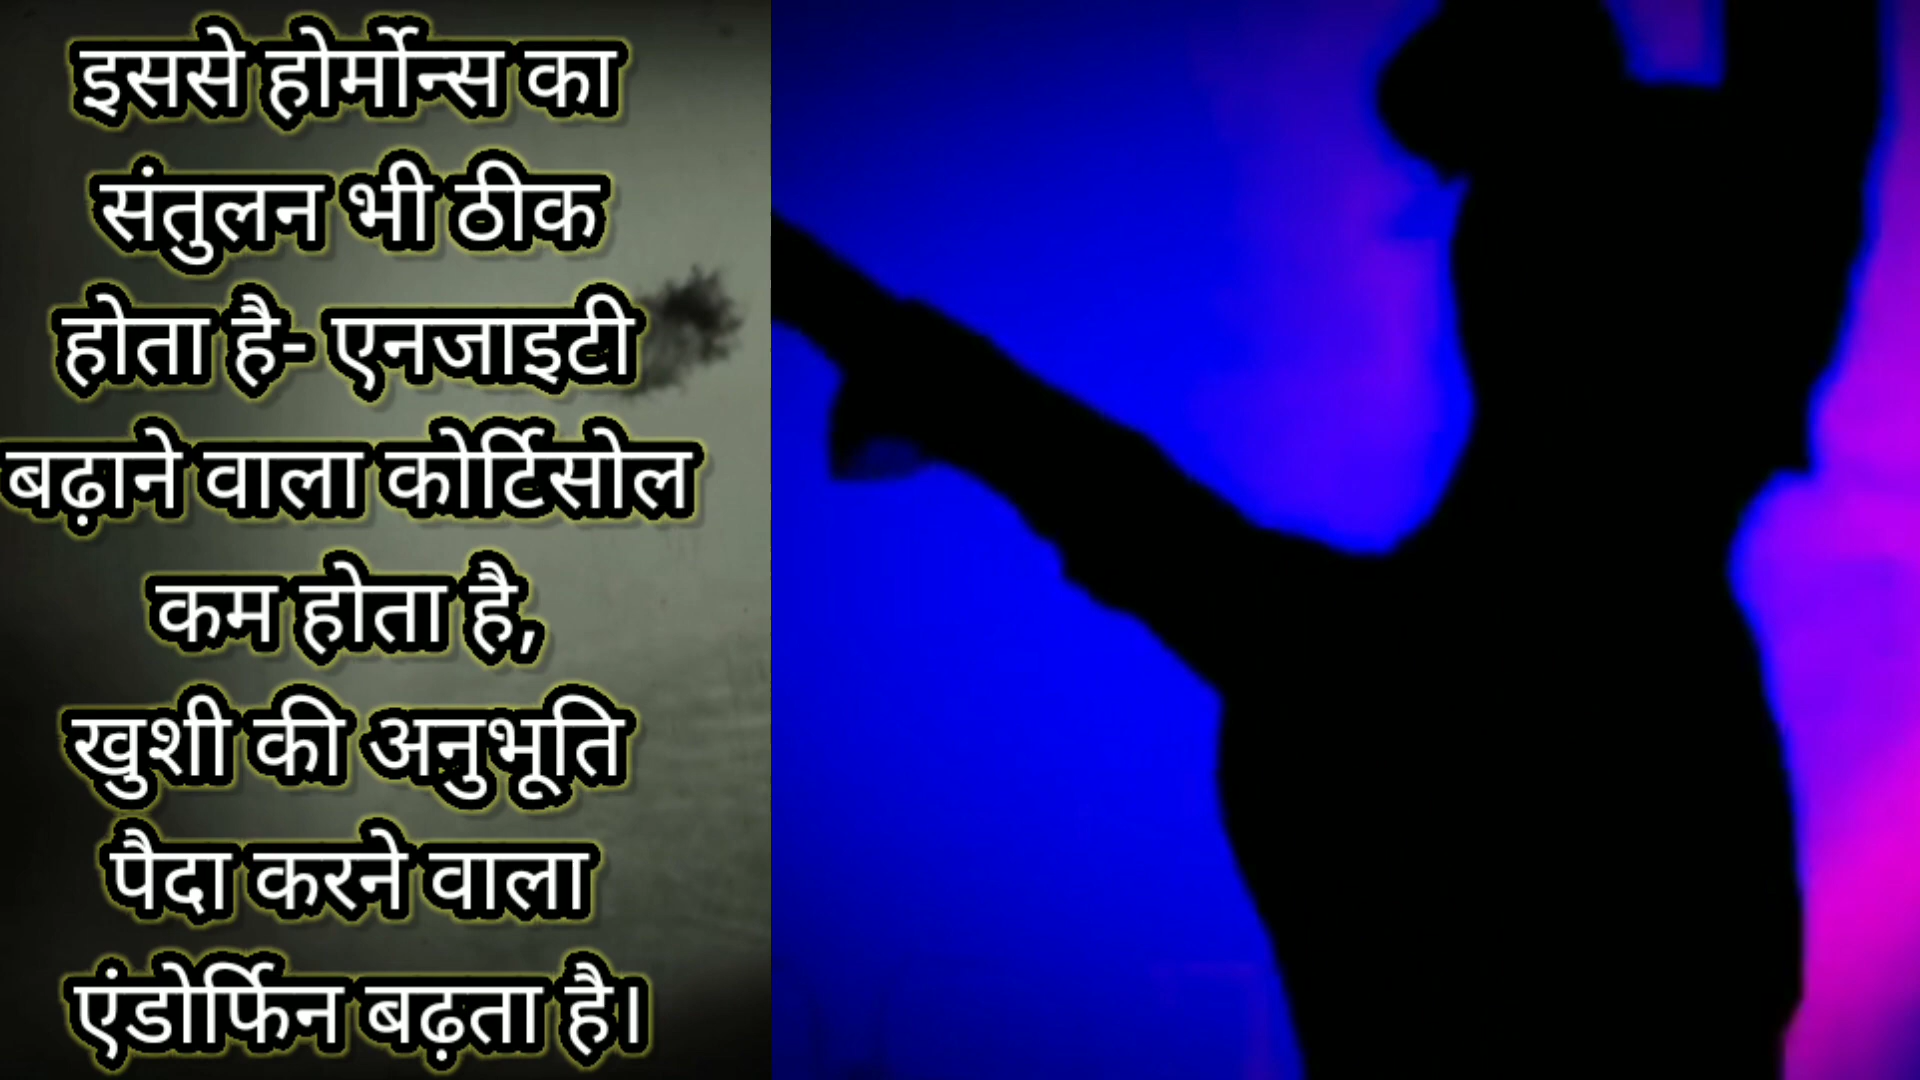 इससे होर्मोन्स का
संतुलन भी ठीक
होता है- एनजाइटी
बढ़ाने वाला कोर्टिसोल
कम होता है,
खुशी की अनुभूति
पैदा करने वाला
एंडोर्फिन बढ़ता है।